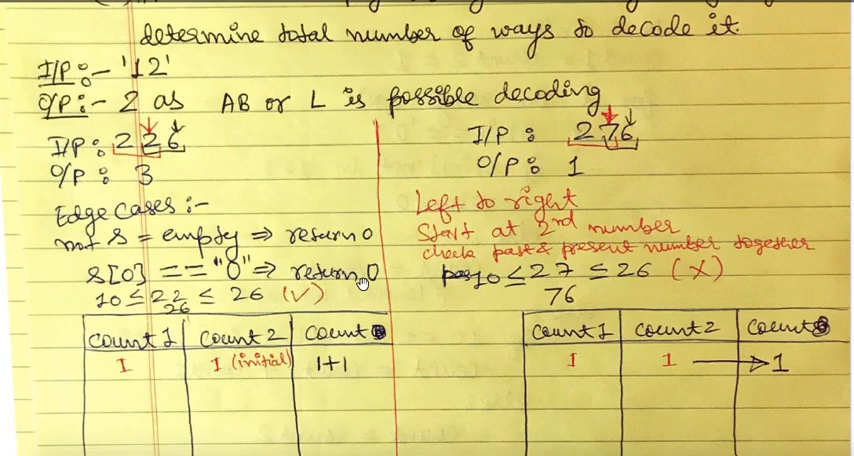 determine total number of ways to decode it.
I/P :- '12'
O/P :- 2 as AB or L is possible decoding
I/P : 226
O/P : 3
Edge Cases :-
not s = empty => return 0
s[0] == "0" => return 0
10 ≤ 22 ≤ 26 (✓)
26
count 1 count 2 count
1 1 (initial) 1+1
I/P : 276
O/P : 1
Left to right
Start at 2nd number
check past & present number together
10 ≤ 27 ≤ 26 (X)
76
count 1 count 2 count
1 1 → 1